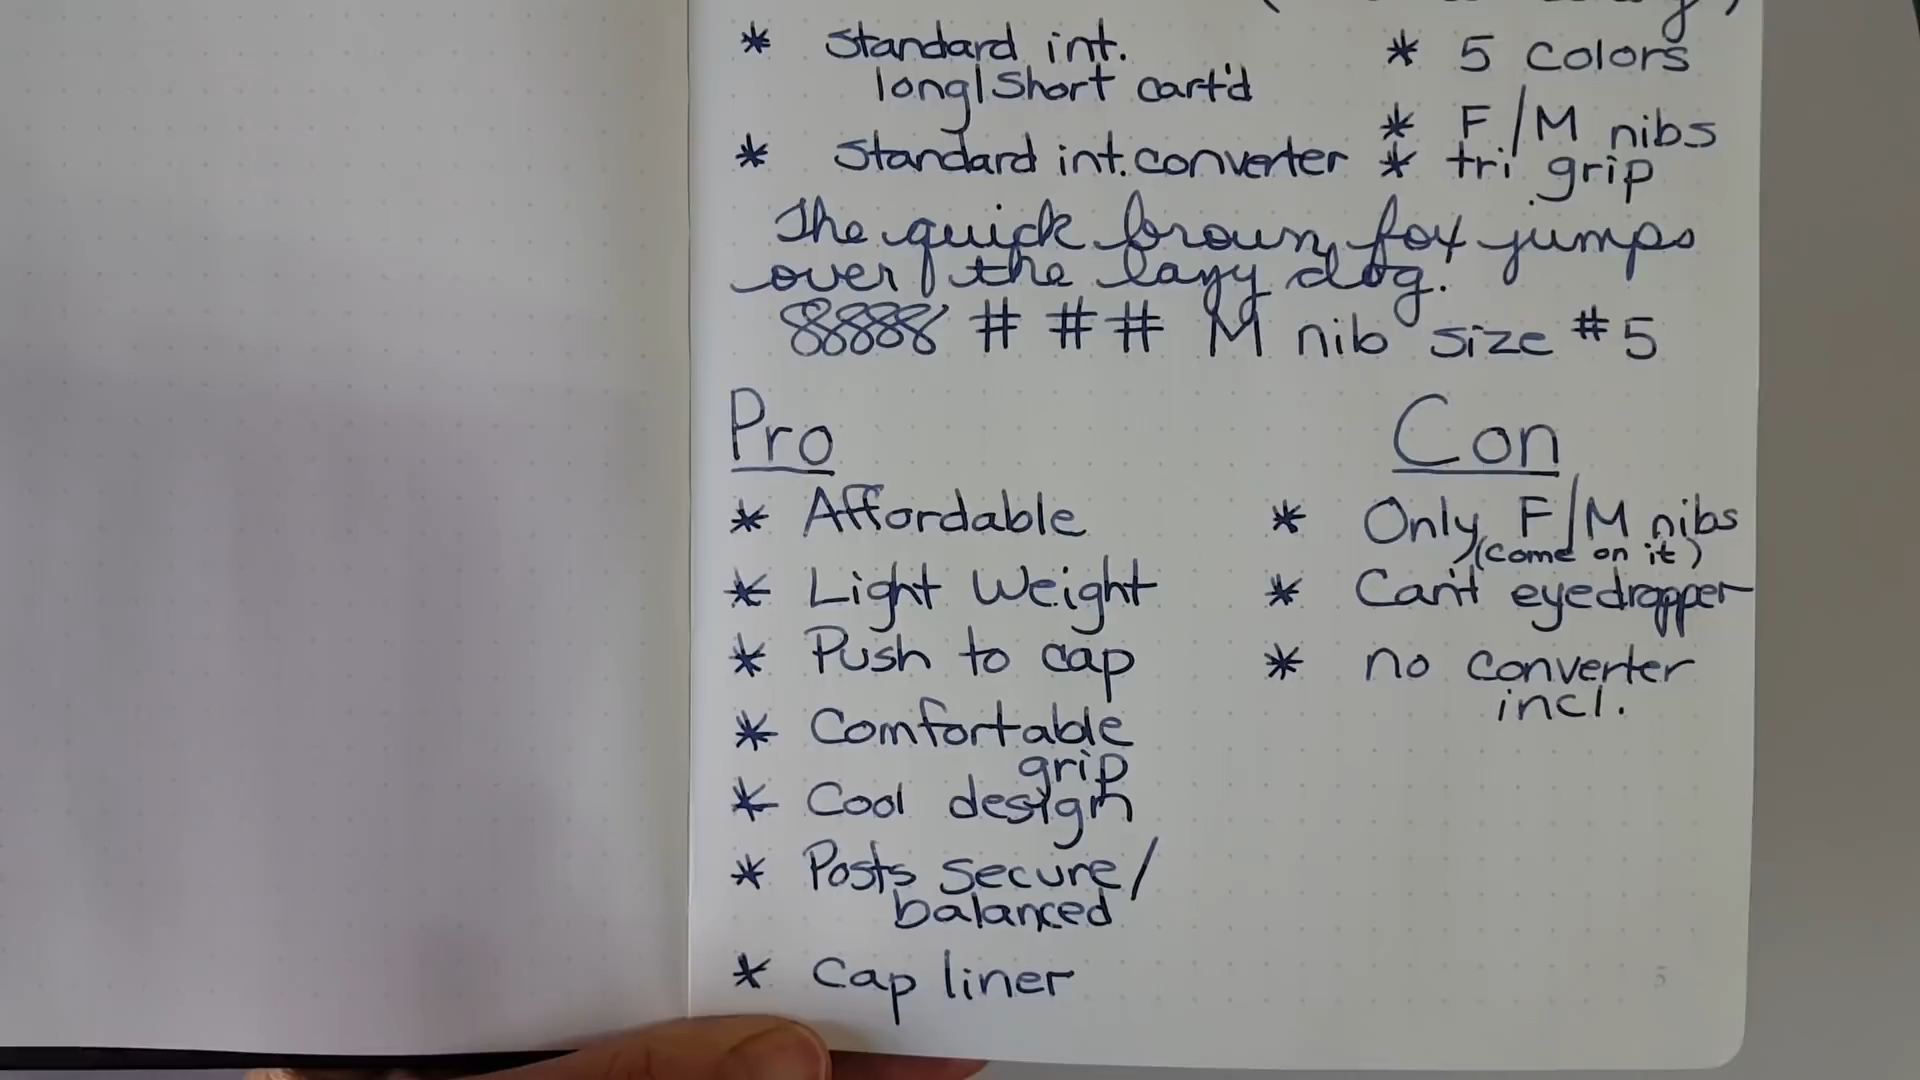 * Standard int.
long/short cart'd
* Standard int. converter
* 5 colors
* F/M nibs
* tri grip
The quick brown fox jumps
over the lazy dog.
8888 # # # M nib size #5
Pro
* Affordable
* Light weight
* Push to cap
* Comfortable
grip
* Cool design
* Posts secure/
balanced
* Cap liner
Con
* Only F/M nibs
(come on it)
* Can't eyedropper
* no converter
incl.
5